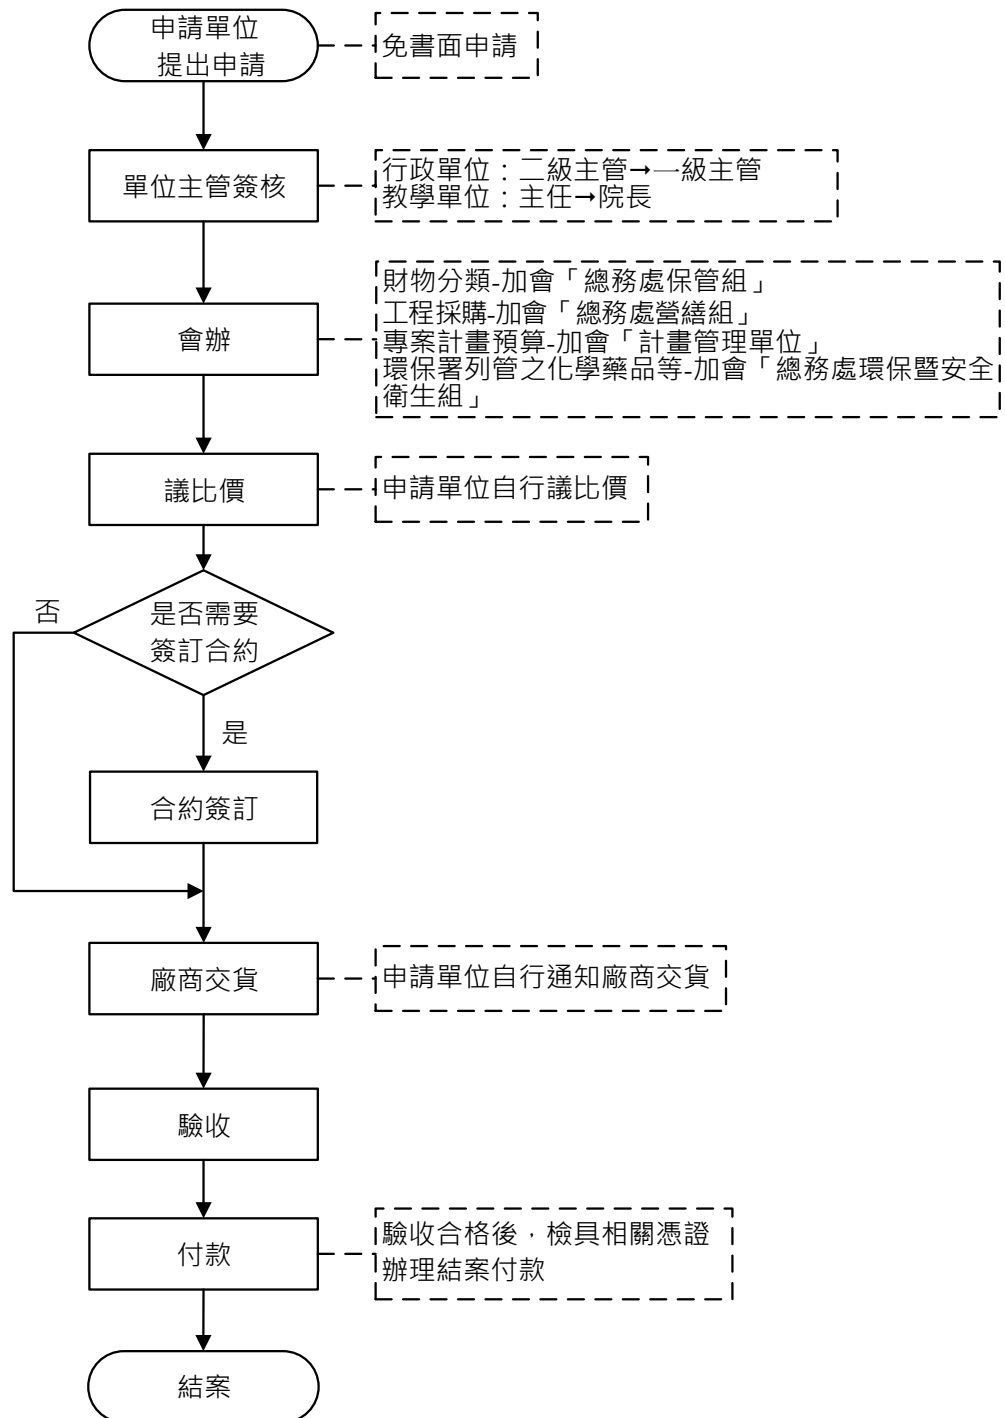 申請單位
提出申請
免書面申請
單位主管簽核
行政單位：二級主管→一級主管
教學單位：主任→院長
會辦
財物分類-加會「總務處保管組」
工程採購-加會「總務處營繕組」
專案計畫預算-加會「計畫管理單位」
環保署列管之化學藥品等-加會「總務處環保暨安全
衛生組」
議比價
申請單位自行議比價
是否需要
簽訂合約
否
是
合約簽訂
廠商交貨
申請單位自行通知廠商交貨
驗收
付款
驗收合格後，檢具相關憑證
辦理結案付款
結案